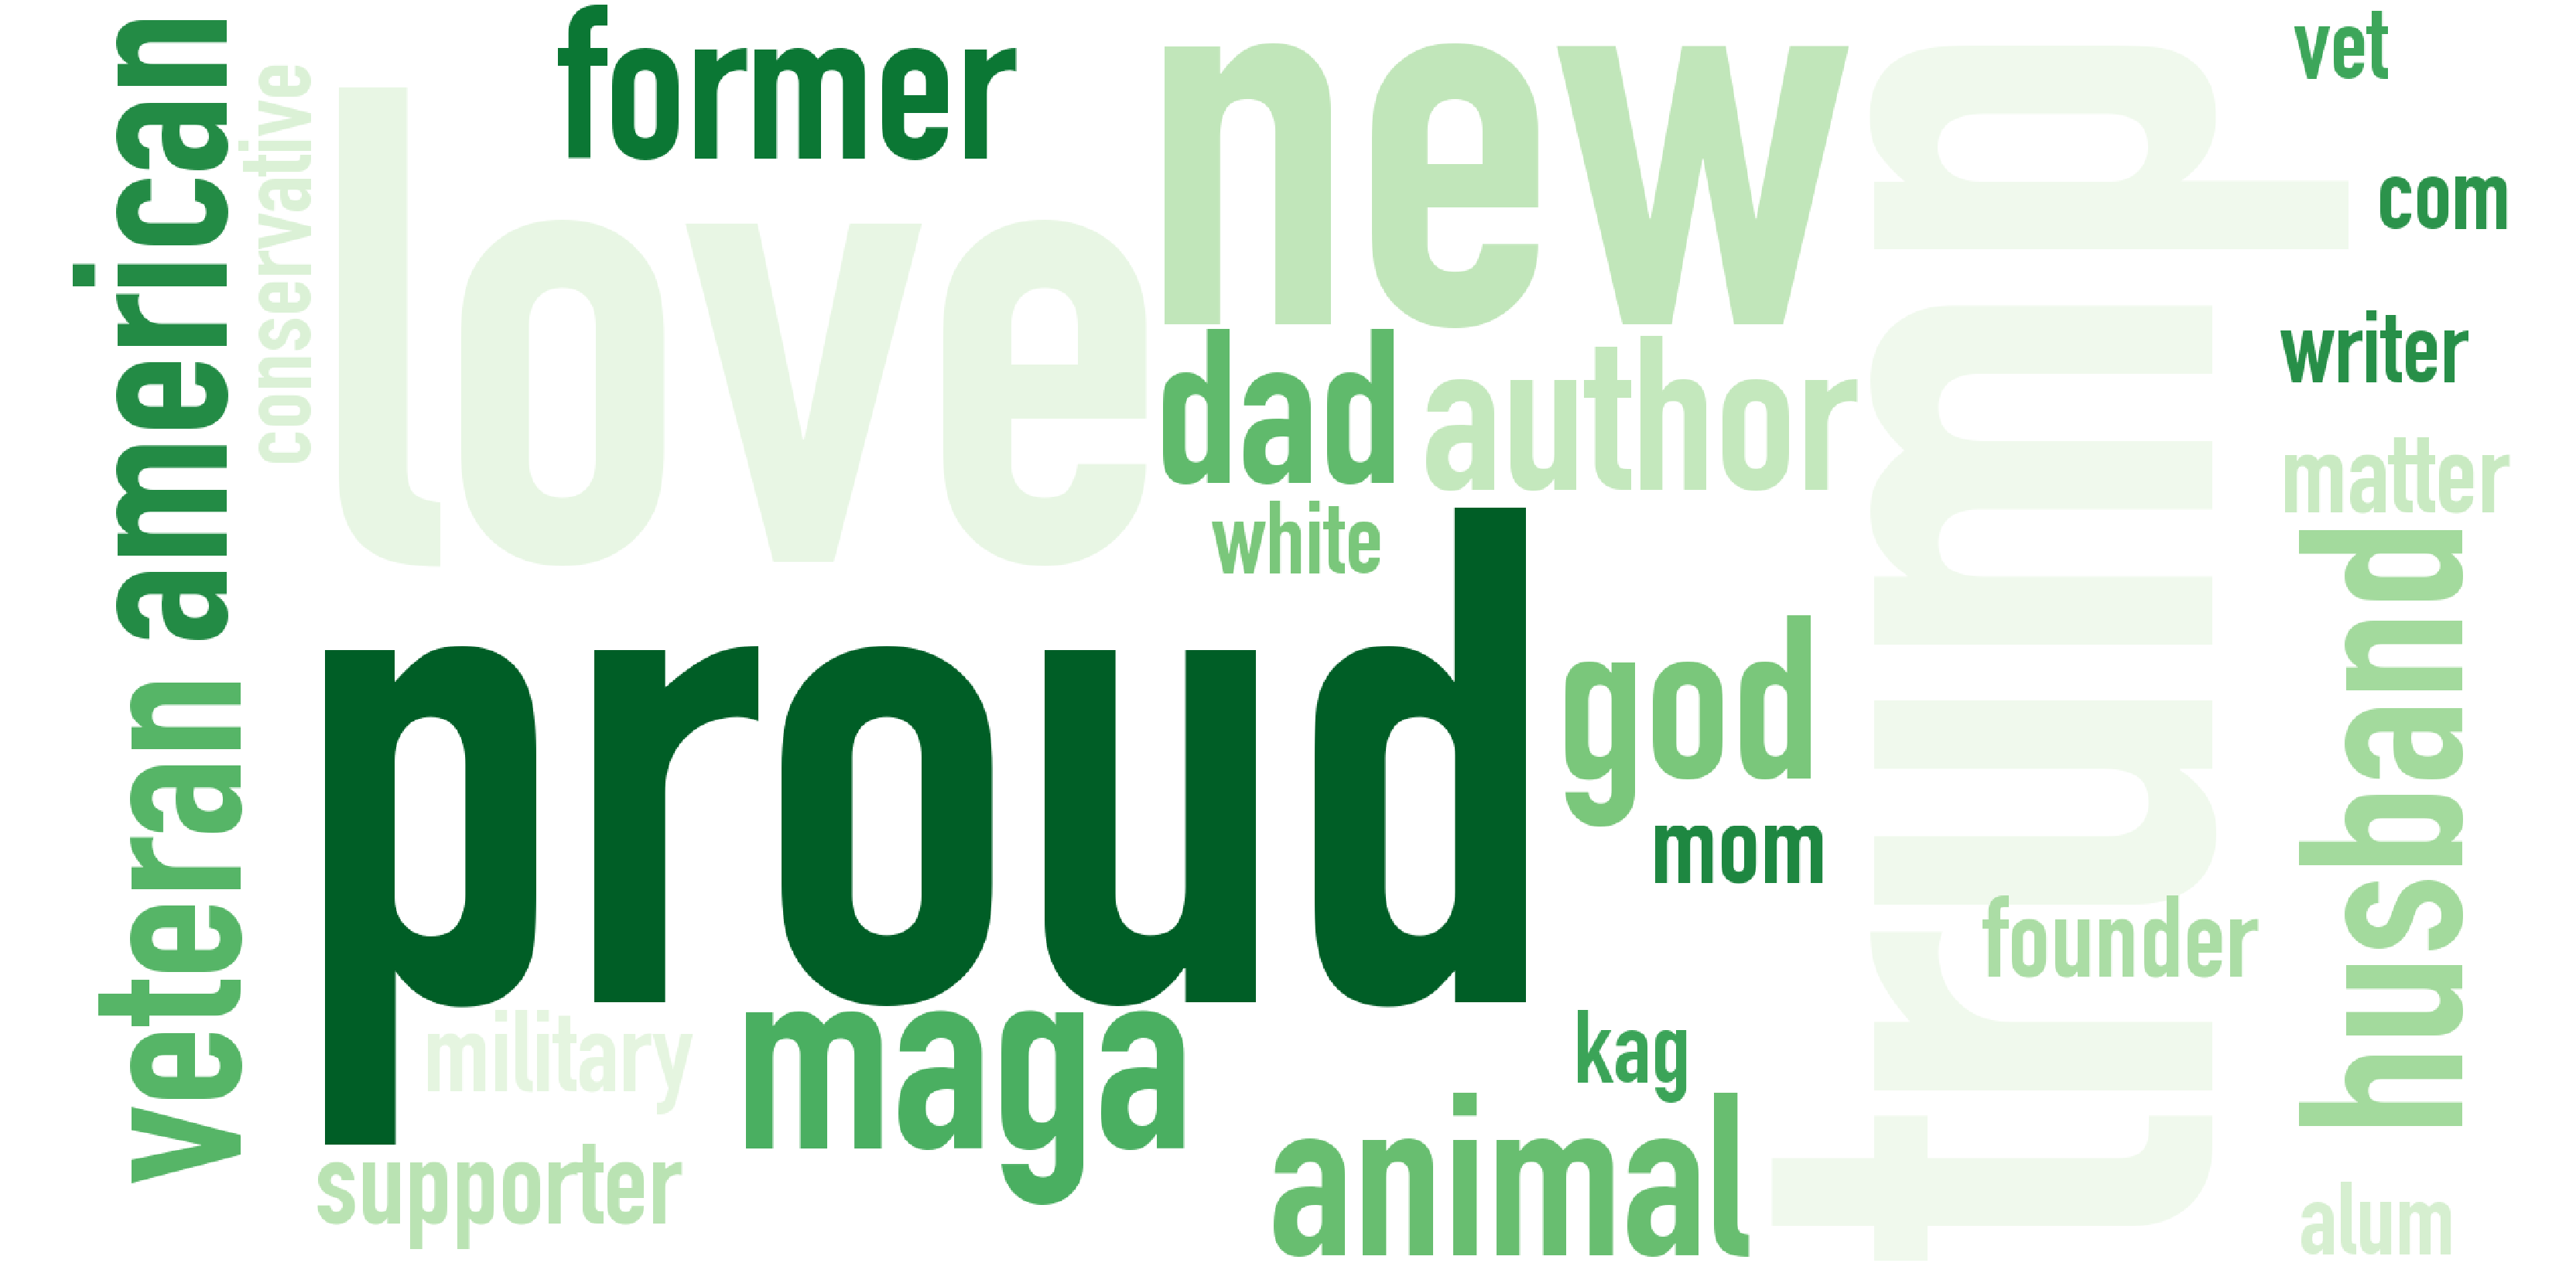 american
veteran
conservative
former
love
new
dad
author
white
proud
god
mom
military
maga
kag
supporter
animal
trump
vet
com
writer
matter
husband
founder
alum